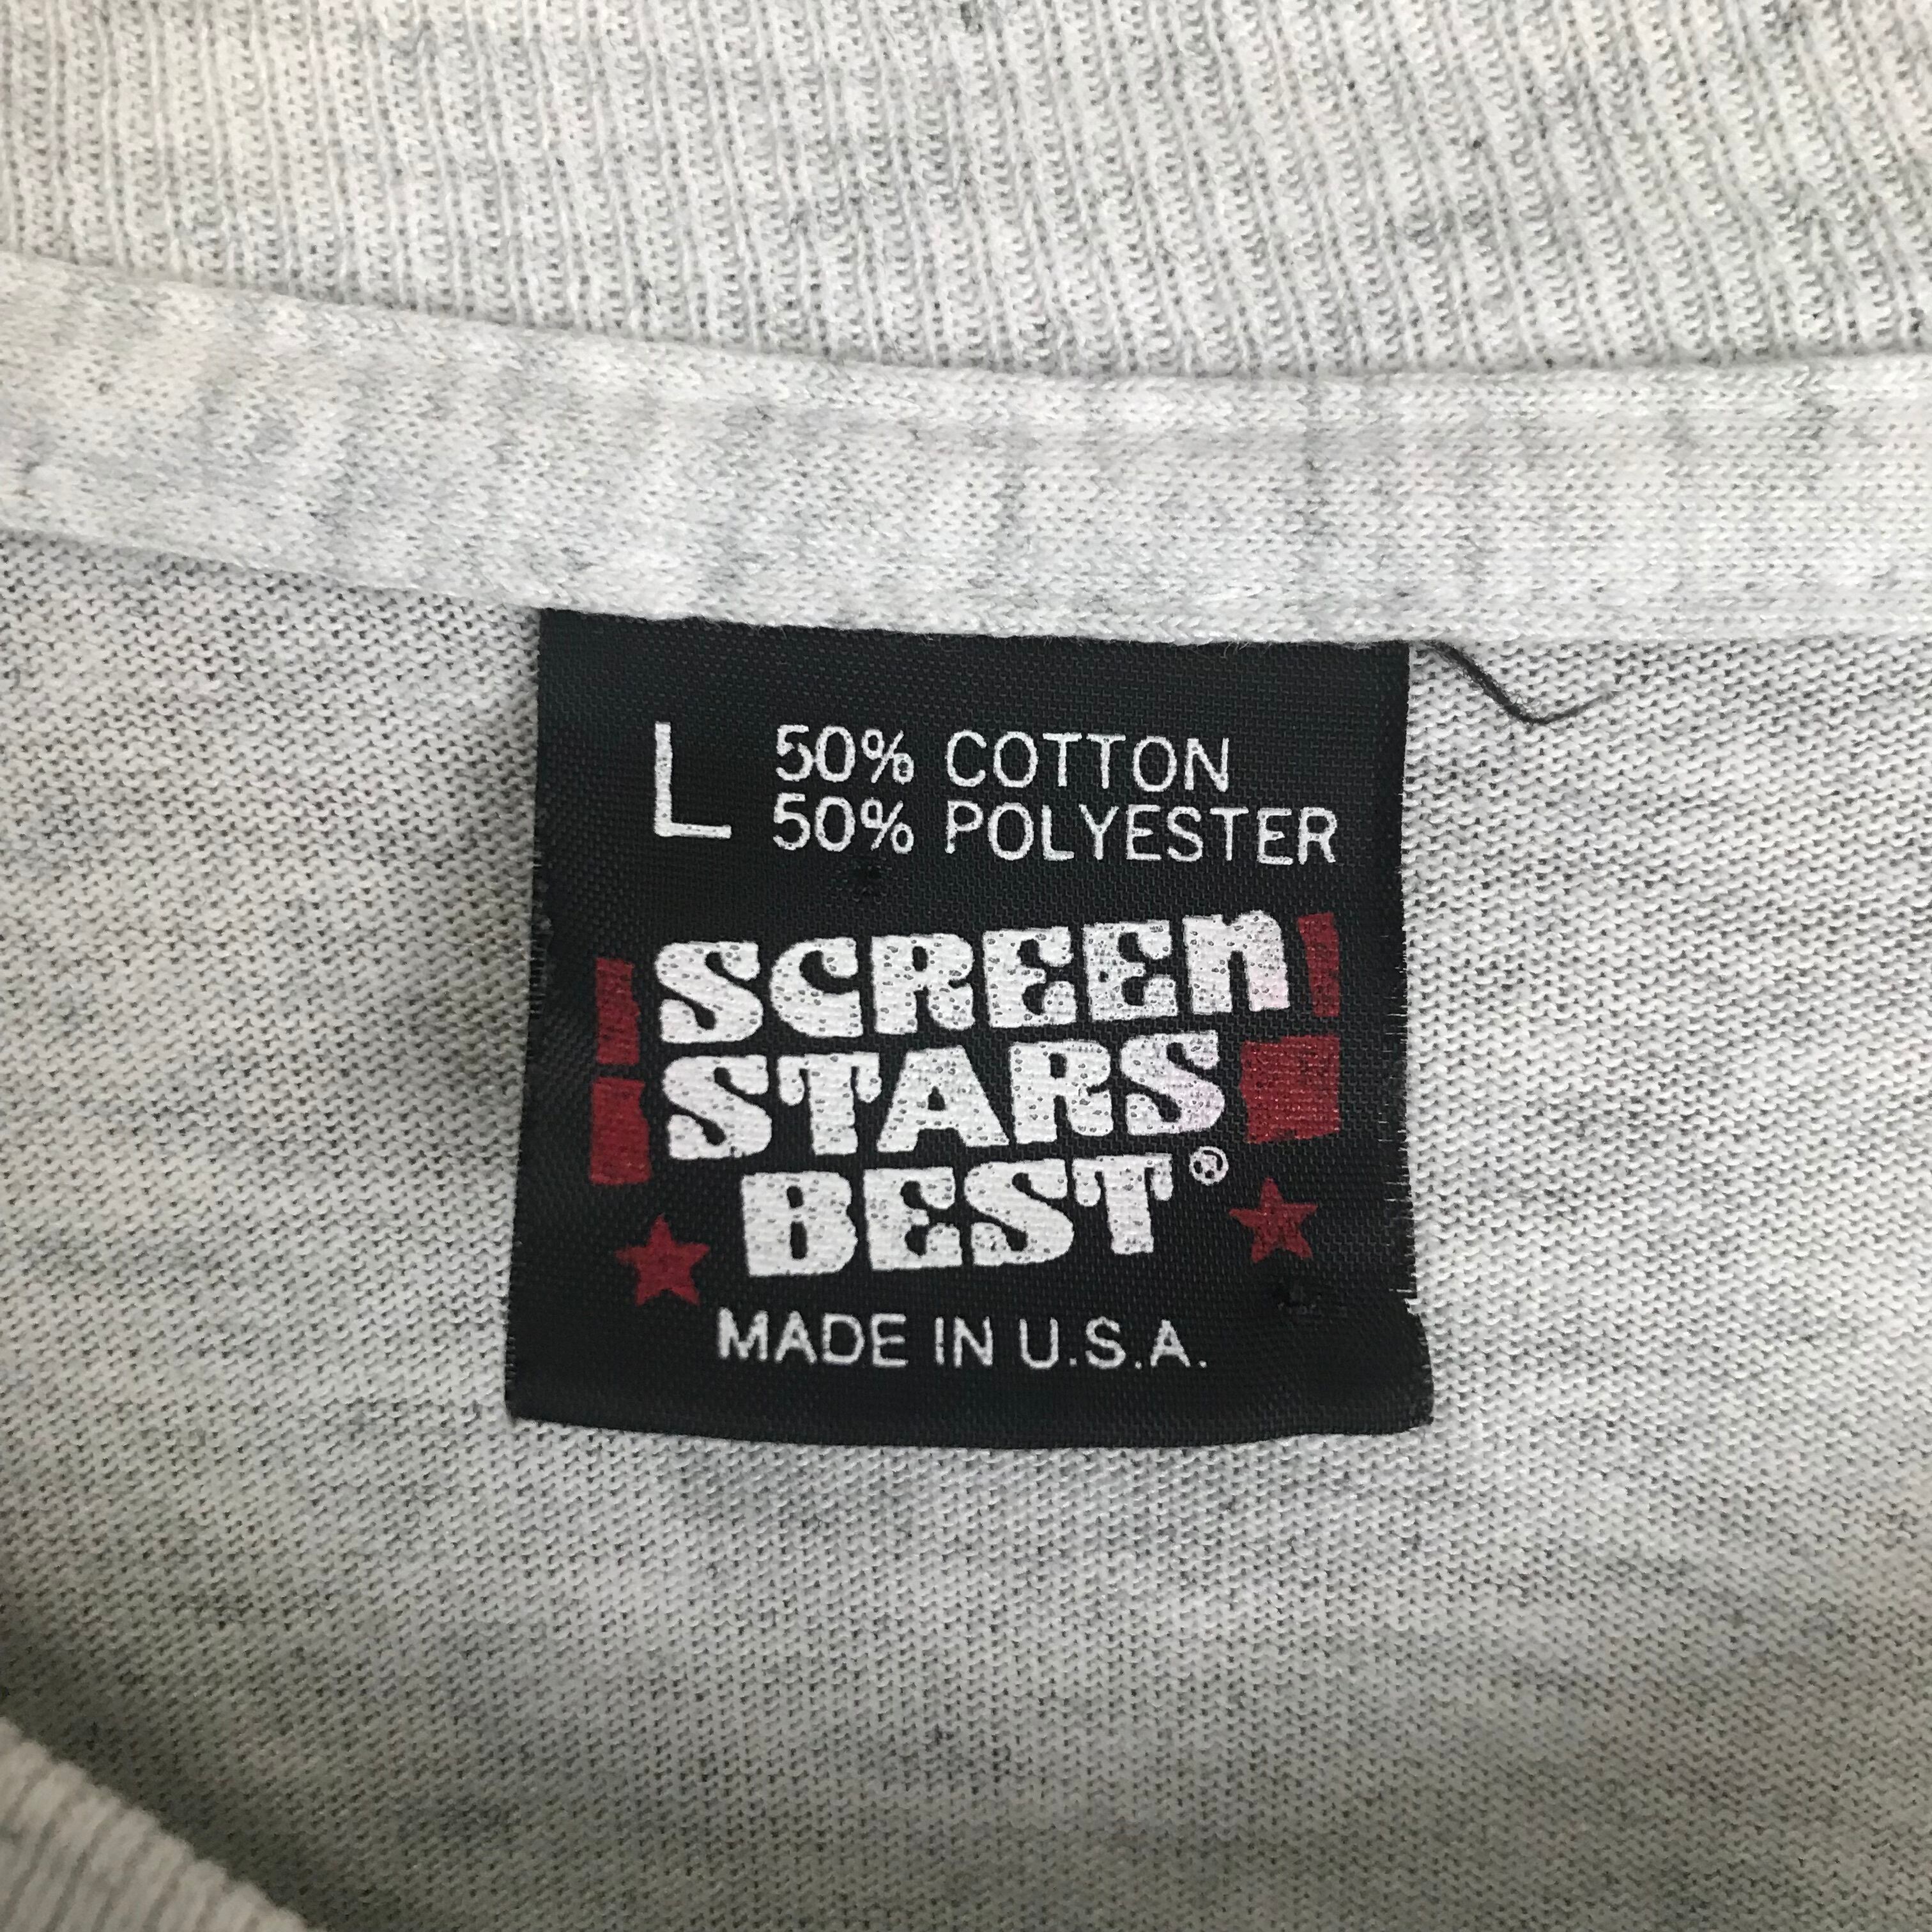 L 50% COTTON
50% POLYESTER
SCREEn
STARS
BEST®
MADE IN U.S.A.